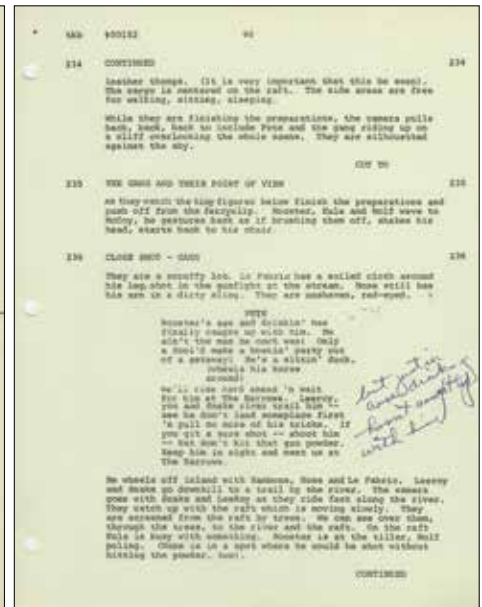 234 CONTINUED 234
leather thongs. (It is very important that this be seen).
The cargo is centered on the raft. The side areas are free
for walking, sitting, sleeping.
While they are finishing the preparations, the camera pulls
back, back, back to include Pete and the gang riding up on
a cliff overlooking the whole scene. They are silhouetted
against the sky.
CUT TO
235 THE GANG AND THEIR POINT OF VIEW 235
As they watch the tiny figures below finish the preparations and
push off from the ferryslip. Rooster, Eula and Wolf wave to
McCoy, he gestures back as if brushing them off, shakes his
head, starts back to his chair.
236 CLOSE SHOT - GANG 236
They are a scruffy lot. Le Fabric has a soiled cloth around
his leg, shot in the gunfight at the stream. Nose still has
his arm in a dirty sling. They are unshaven, red-eyed.
PETE
Rooster's age and drinkin' has
finally caught up with him. He
ain't the man he once was! Only
a fool'd make a boatin' party out
of a getaway! He's a sittin' duck.
(wheels his horse
around)
We'll ride hard ahead 'n wait
for him at The Narrows. Leeroy,
you and Snake river trail him --
see he don't land someplace first
'n pull no more of his tricks. If
you git a sure shot -- shoot him
-- but don't hit that gun powder.
Keep him in sight and meet us at
The Narrows.
He wheels off island with Nose and Le Fabric. Leeroy
and Snake go downhill to a trail by the river. The camera
goes with Snake and Leeroy as they ride fast along the river.
They catch up with the raft which is moving slowly. They
are screened from the raft by trees. We can see over them,
through the trees, to the river and the raft. On the raft
Eula is busy with something. Rooster is at the tiller, Wolf
poling. is in a spot where he could be shot without
hitting the powder.
CONTINUED
with him